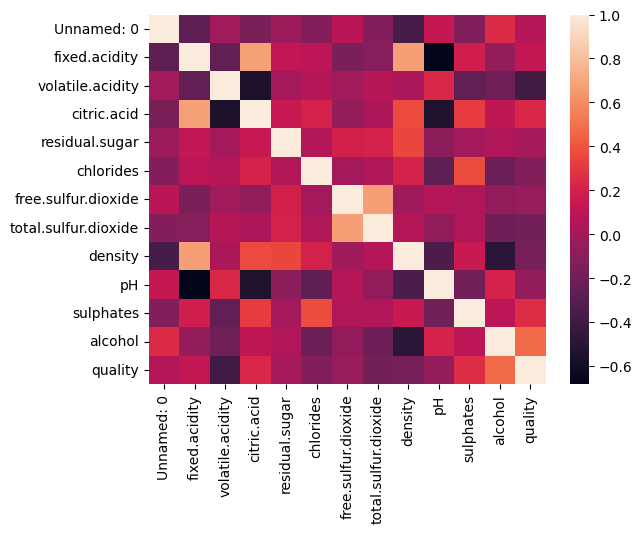 Unnamed: 0
fixed.acidity
volatile.acidity
citric.acid
residual.sugar
chlorides
free.sulfur.dioxide
total.sulfur.dioxide
density
pH
sulphates
alcohol
quality
Unnamed: 0
fixed.acidity
volatile.acidity
citric.acid
residual.sugar
chlorides
free.sulfur.dioxide
total.sulfur.dioxide
density
pH
sulphates
alcohol
quality
1.0
0.8
0.6
0.4
0.2
0.0
−0.2
−0.4
−0.6